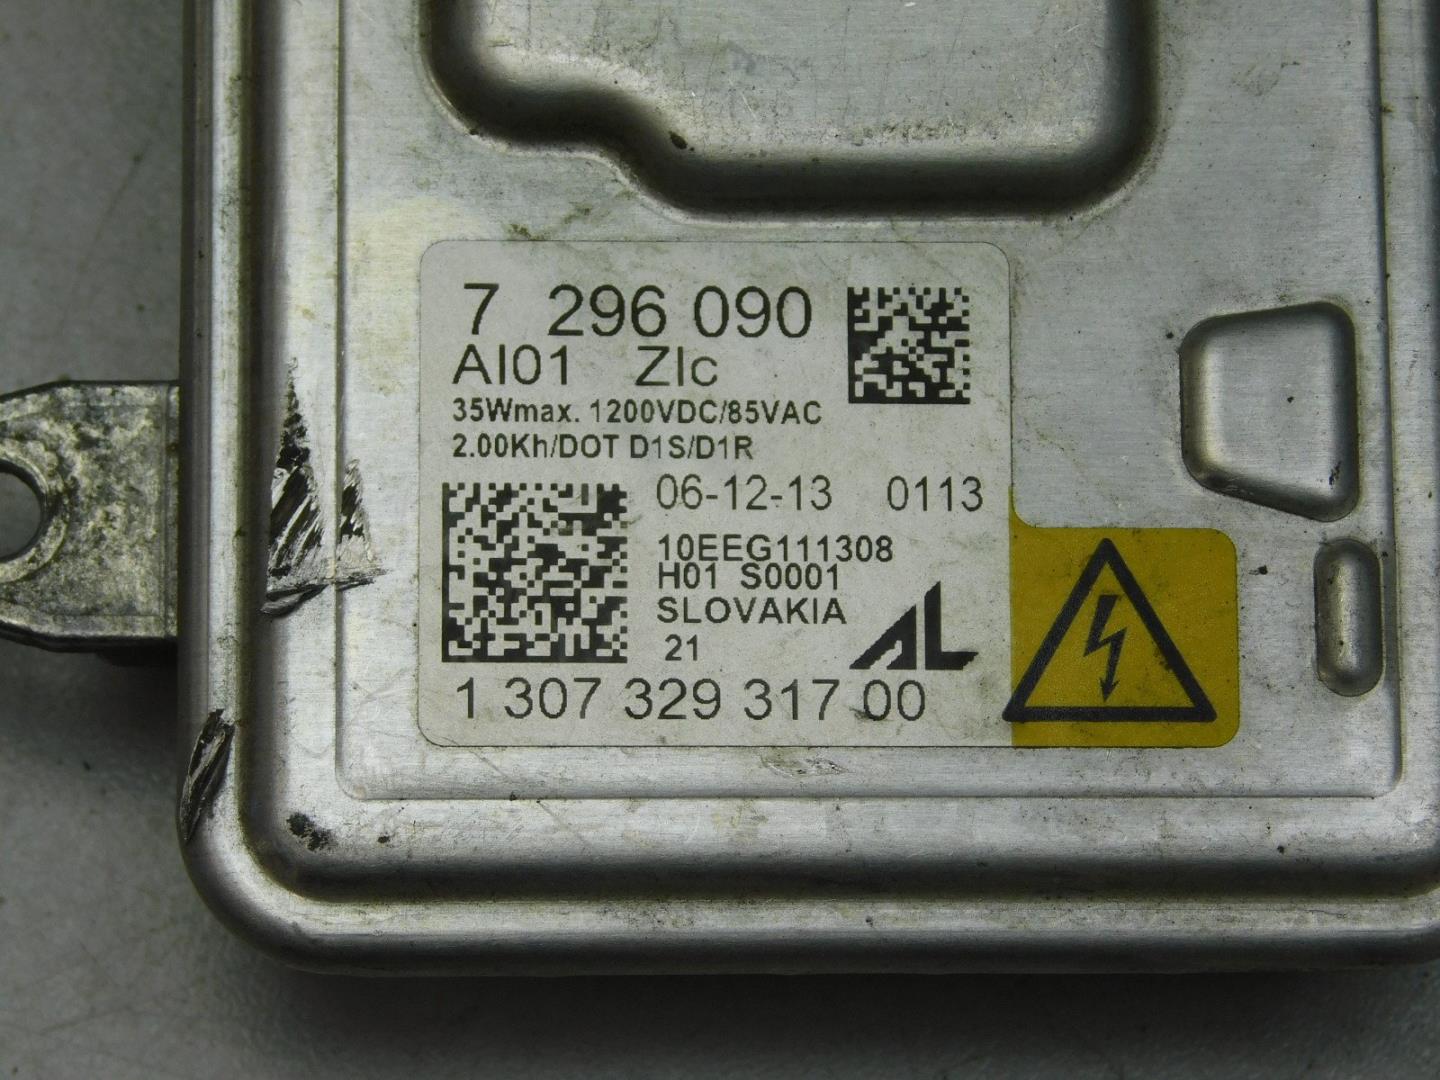 7 296 090
AI01 ZIc
35Wmax. 1200VDC/85VAC
2.00Kh/DOT D1S/D1R
06-12-13 0113
10EEG111308
H01 S0001
SLOVAKIA
21
AL
1 307 329 317 00